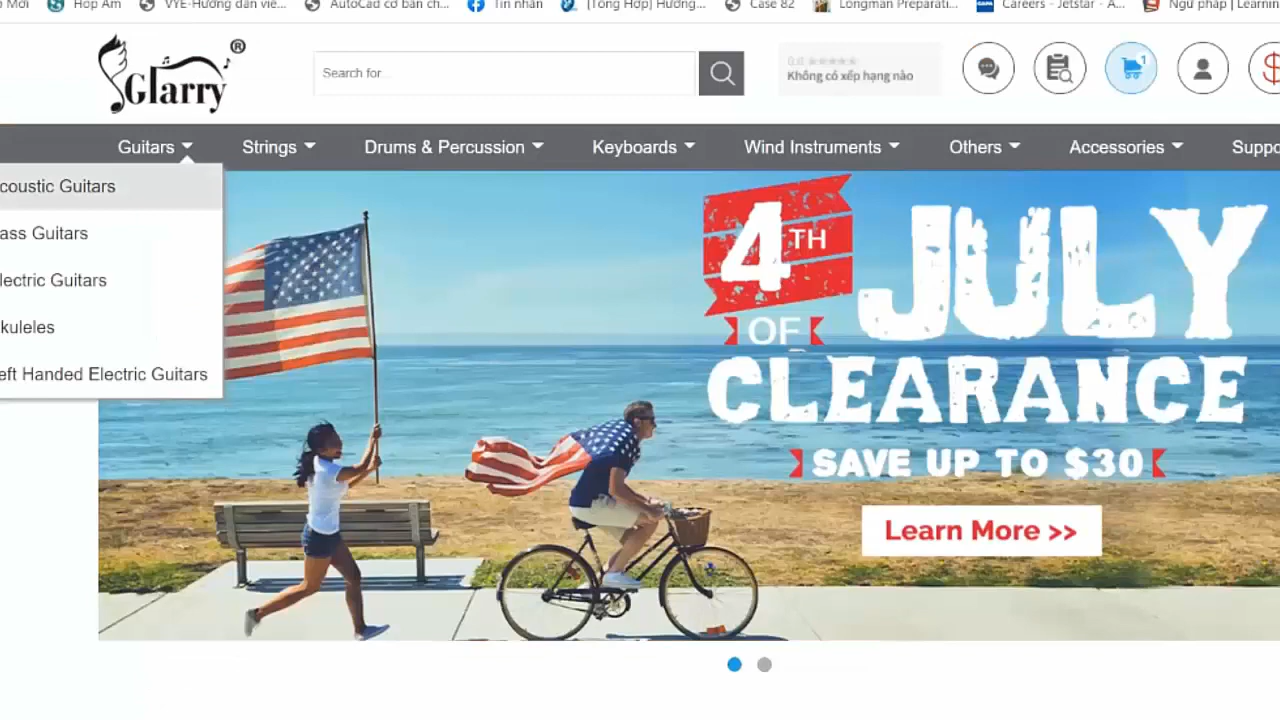 Mới Hợp Âm VYE-Hướng dẫn viê... AutoCad cơ bản ch... Tin nhắn [Tổng Hợp] Hướng... Case 82 Longman Preparati... Careers - Jetstar - A... Ngữ pháp | Learnin
Glarry ®
Search for...
0.0
Không có xếp hạng nào
1
Guitars Strings Drums & Percussion Keyboards Wind Instruments Others Accessories Suppo
coustic Guitars
ass Guitars
lectric Guitars
kuleles
eft Handed Electric Guitars
4TH
OF
JULY
CLEARANCE
SAVE UP TO $30
Learn More >>